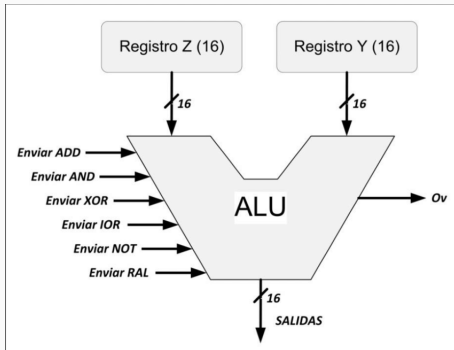 Registro Z (16)
Registro Y (16)
16
16
Enviar ADD
Enviar AND
Enviar XOR
Enviar IOR
Enviar NOT
Enviar RAL
ALU
Ov
16
SALIDAS